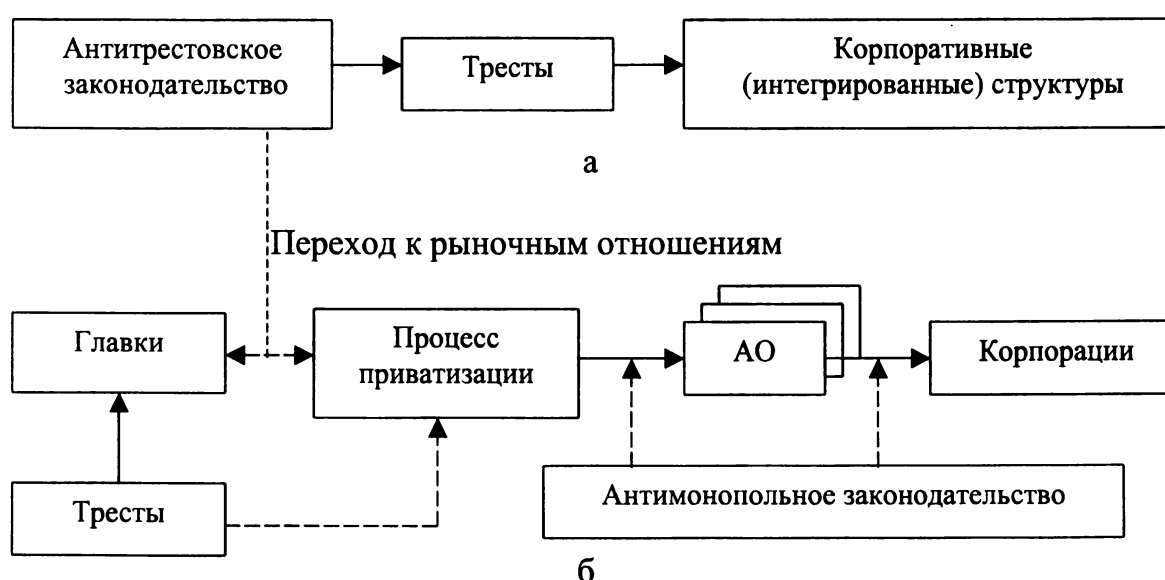 Антитрестовское
законодательство
Тресты
Корпоративные
(интегрированные) структуры
а
Переход к рыночным отношениям
Главки
Процесс
приватизации
АО
Корпорации
Тресты
Антимонопольное законодательство
б